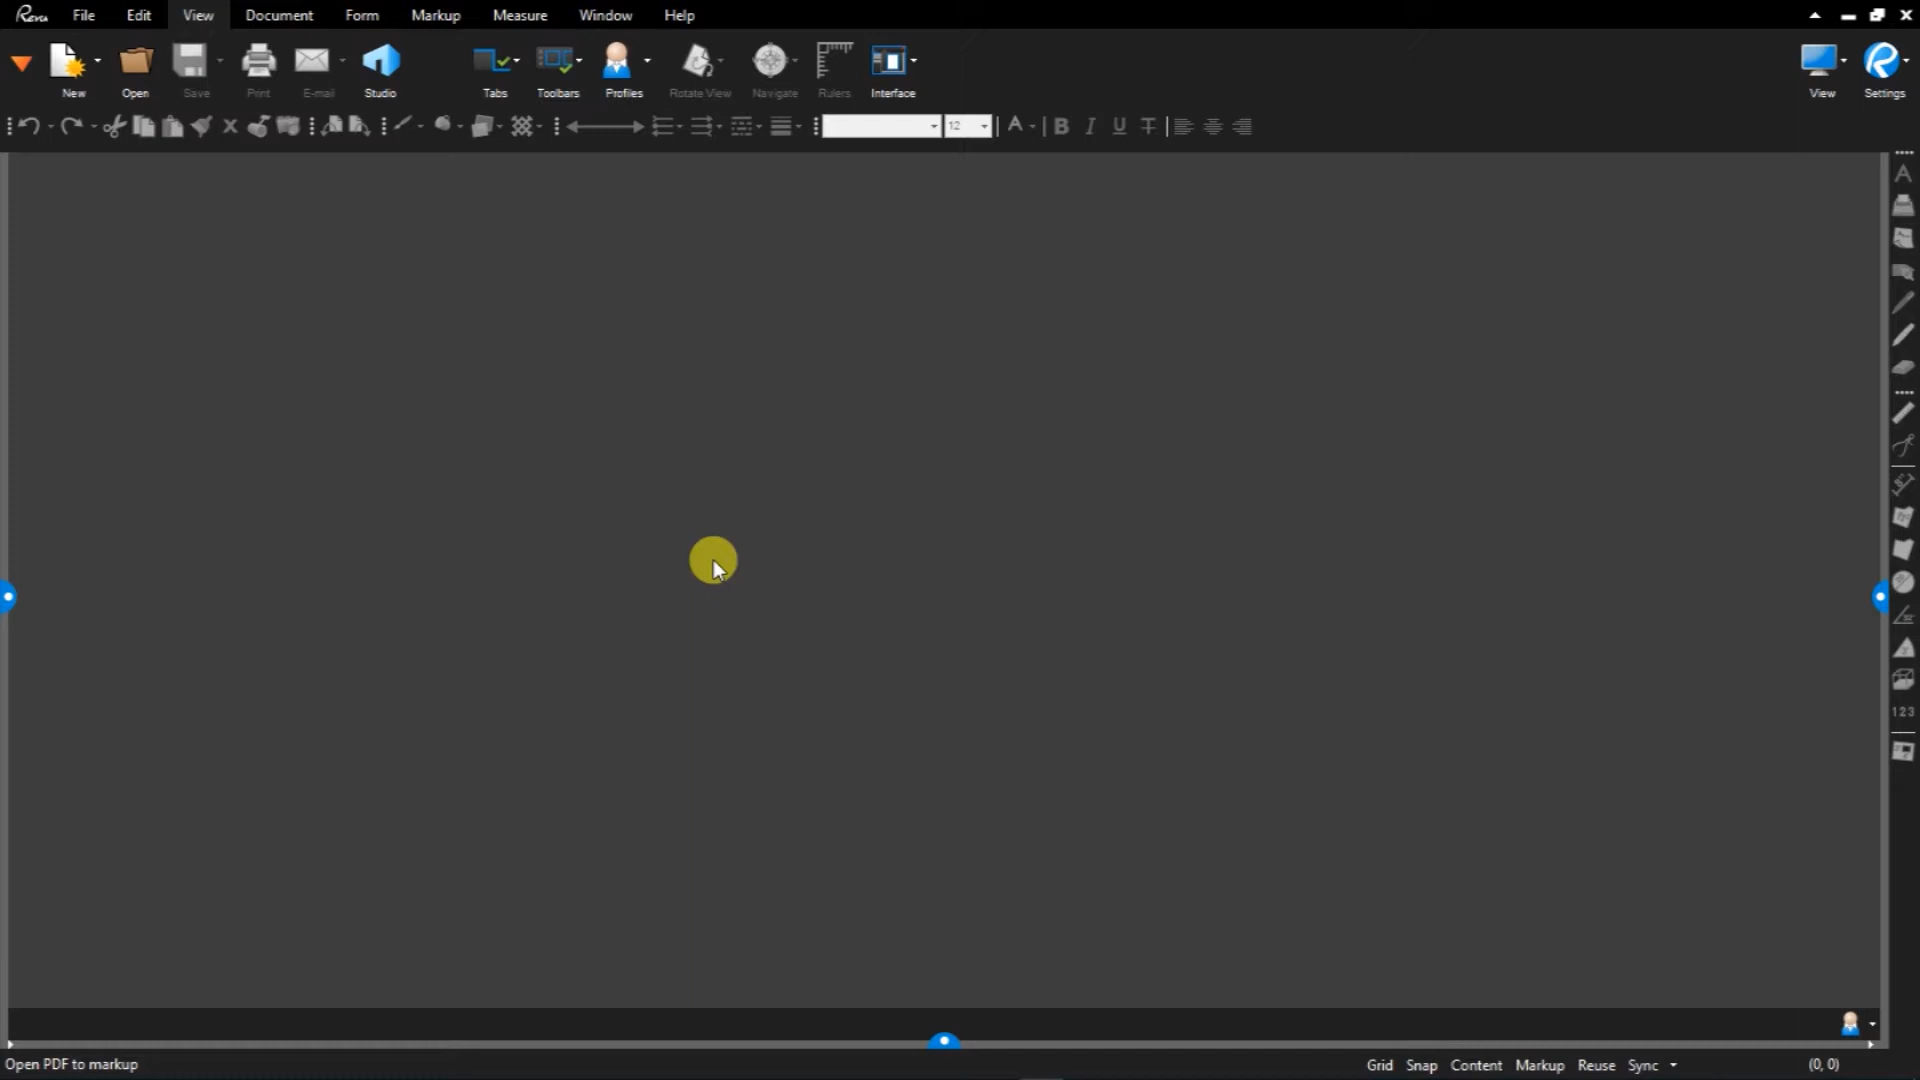 Revu File Edit View Document Form Markup Measure Window Help
New Open Save Print E-mail Studio Tabs Toolbars Profiles Rotate View Navigate Rulers Interface View Settings
12 A B I U T
A
123
Open PDF to markup Grid Snap Content Markup Reuse Sync (0, 0)